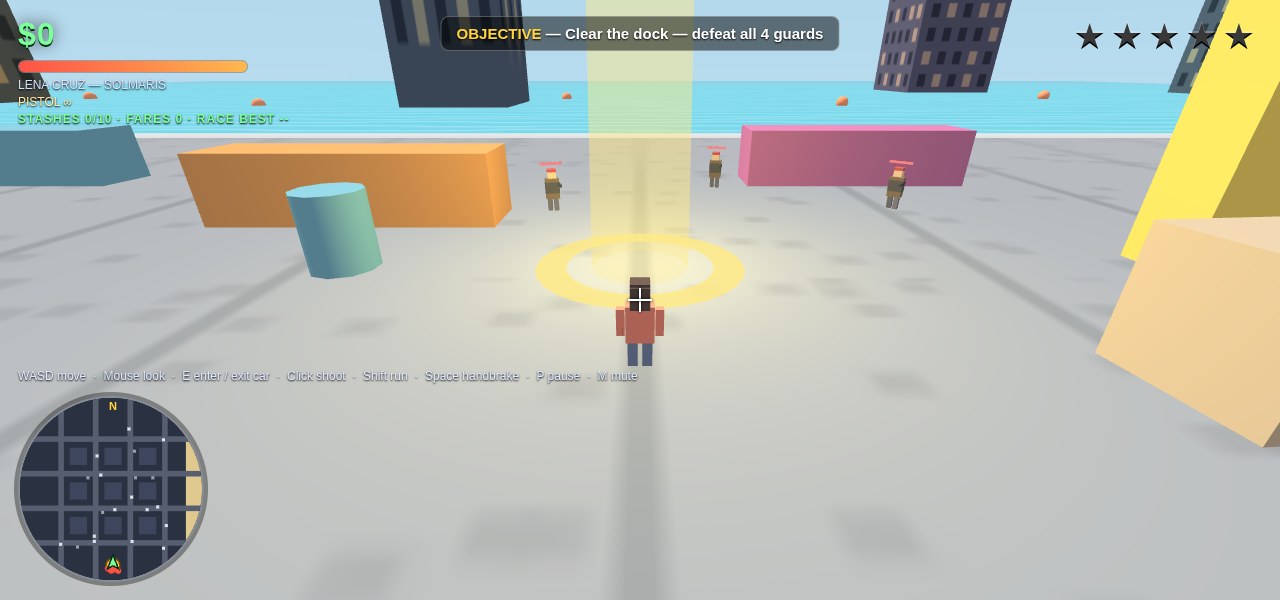 $0
OBJECTIVE — Clear the dock — defeat all 4 guards
LENA CRUZ — SOLMARIS
PISTOL ∞
STASHES 0/10 · FARES 0 · RACE BEST --
WASD move · Mouse look · E enter / exit car · Click shoot · Shift run · Space handbrake · P pause · M mute
N